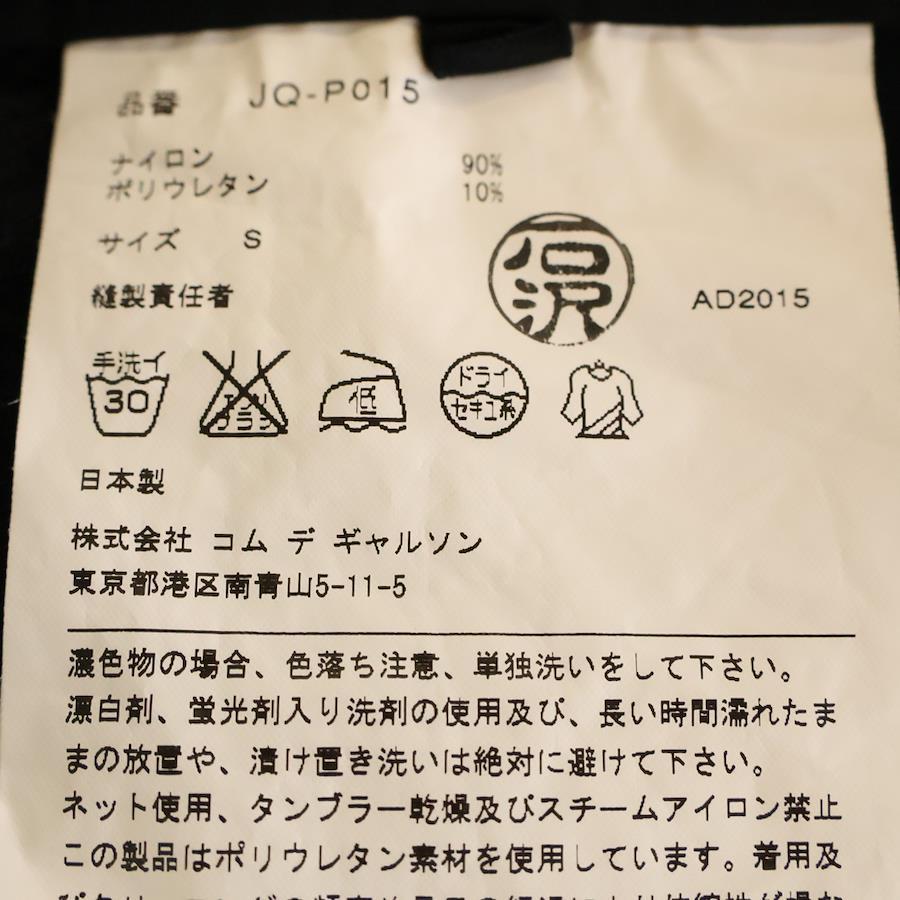 品番 JQ-P015
ナイロン 90%
ポリウレタン 10%
サイズ S
縫製責任者
AD2015
手洗イ
30
エンソ
サラシ
低
ドライ
セキユ系
日本製
株式会社 コム デ ギャルソン
東京都港区南青山5-11-5
濃色物の場合、色落ち注意、単独洗いをして下さい。
漂白剤、蛍光剤入り洗剤の使用及び、長い時間濡れたま
まの放置や、漬け置き洗いは絶対に避けて下さい。
ネット使用、タンブラー乾燥及びスチームアイロン禁止
この製品はポリウレタン素材を使用しています。着用及